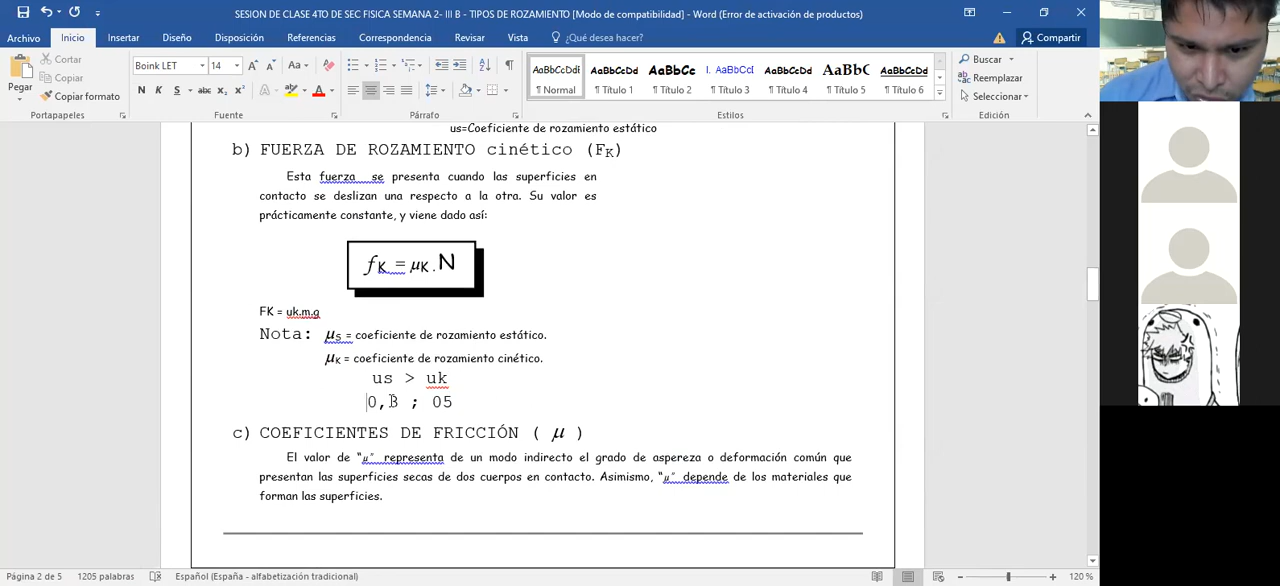 SESION DE CLASE 4TO DE SEC FISICA SEMANA 2- III B - TIPOS DE ROZAMIENTO [Modo de compatibilidad] - Word (Error de activación de productos)
Archivo Inicio Insertar Diseño Disposición Referencias Correspondencia Revisar Vista ¿Qué desea hacer? Compartir
Pegar
Cortar
Copiar
Copiar formato
Boink LET 14
N K S abc x₂ x²
AaBbCcDdE AaBbCcDd AaBbCc I. AaBbCcI AaBbCcDd AaBbC AaBbCcDd
¶ Normal ¶ Título 1 ¶ Título 2 ¶ Título 3 ¶ Título 4 ¶ Título 5 ¶ Título 6
Buscar
Reemplazar
Seleccionar
Portapapeles Fuente Párrafo Estilos Edición
us=Coeficiente de rozamiento estático
b) FUERZA DE ROZAMIENTO cinético (FK)
Esta fuerza se presenta cuando las superficies en
contacto se deslizan una respecto a la otra. Su valor es
prácticamente constante, y viene dado así:
fK = μK . N
FK = uk.m.g
Nota: μS = coeficiente de rozamiento estático.
μK = coeficiente de rozamiento cinético.
us > uk
0,3 ; 05
c) COEFICIENTES DE FRICCIÓN ( μ )
El valor de "μ" representa de un modo indirecto el grado de aspereza o deformación común que
presentan las superficies secas de dos cuerpos en contacto. Asimismo, "μ" depende de los materiales que
forman las superficies.
Página 2 de 5 1205 palabras Español (España - alfabetización tradicional) 120 %